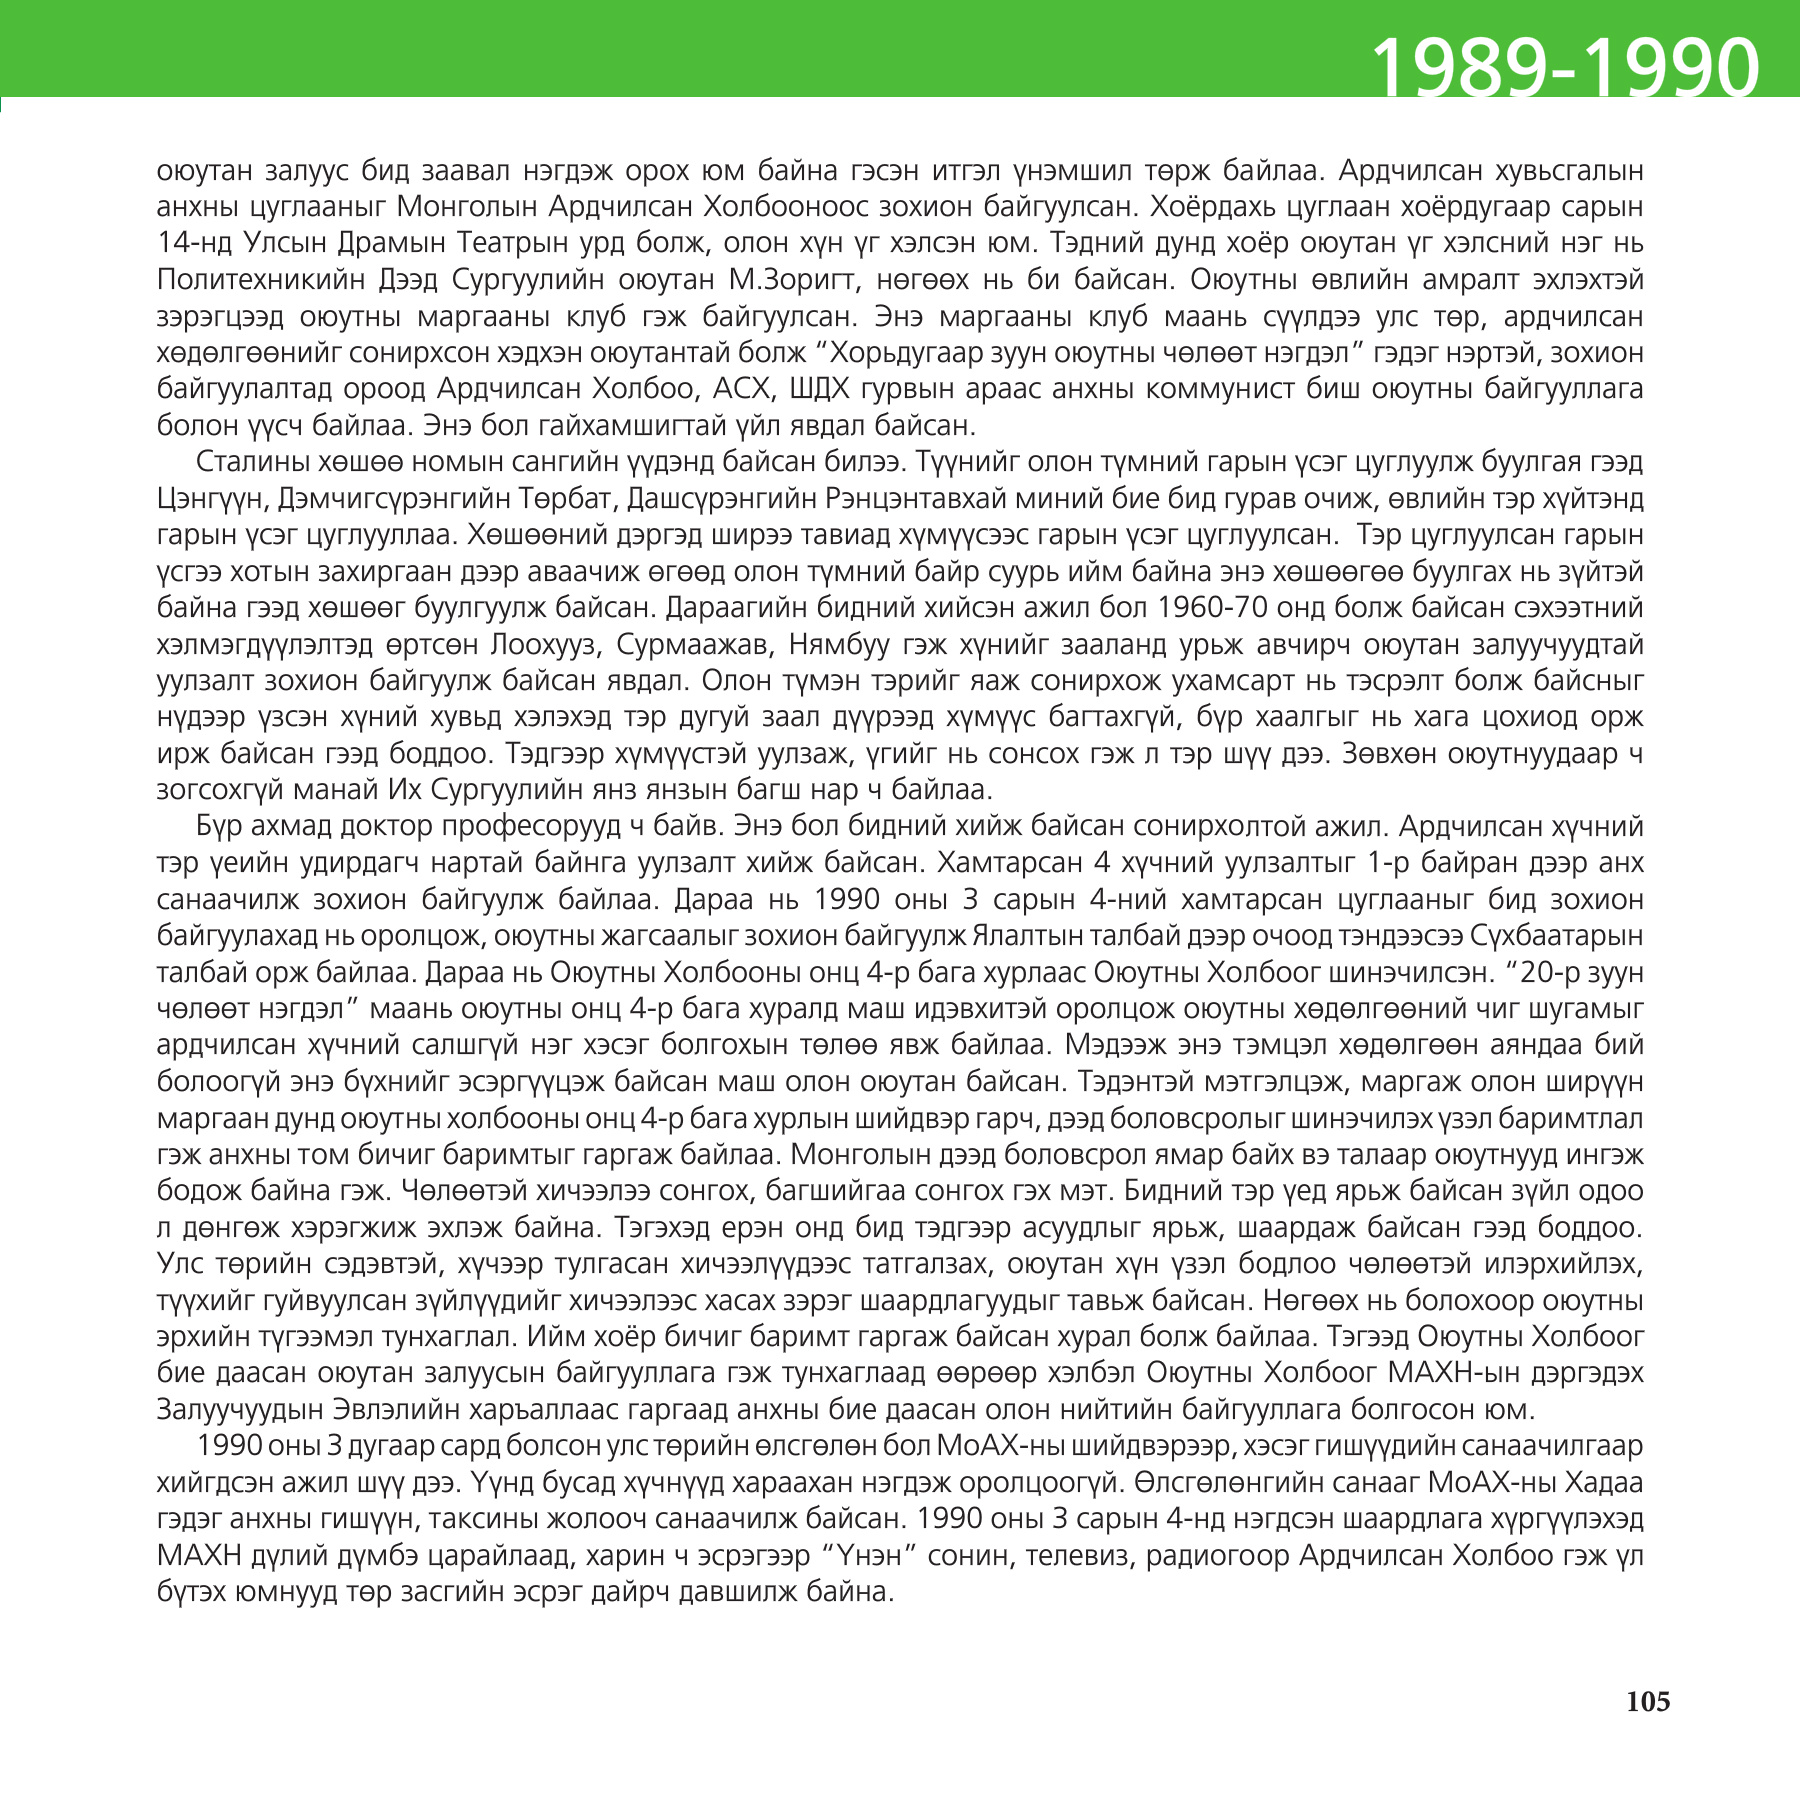 1989-1990
оюутан залуус бид заавал нэгдэж орох юм байна гэсэн итгэл үнэмшил төрж байлаа. Ардчилсан хувьсгалын
анхны цуглааныг Монголын Ардчилсан Холбооноос зохион байгуулсан. Хоёрдахь цуглаан хоёрдугаар сарын
14-нд Улсын Драмын Театрын урд болж, олон хүн үг хэлсэн юм. Тэдний дунд хоёр оюутан үг хэлсний нэг нь
Политехникийн Дээд Сургуулийн оюутан М.Зоригт, нөгөөх нь би байсан. Оюутны өвлийн амралт эхлэхтэй
зэрэгцээд оюутны маргааны клуб гэж байгуулсан. Энэ маргааны клуб маань сүүлдээ улс төр, ардчилсан
хөдөлгөөнийг сонирхсон хэдхэн оюутантай болж “Хорьдугаар зуун оюутны чөлөөт нэгдэл” гэдэг нэртэй, зохион
байгуулалтад ороод Ардчилсан Холбоо, АСХ, ШДХ гурвын араас анхны коммунист биш оюутны байгууллага
болон үүсч байлаа. Энэ бол гайхамшигтай үйл явдал байсан.
Сталины хөшөө номын сангийн үүдэнд байсан билээ. Түүнийг олон түмний гарын үсэг цуглуулж буулгая гээд
Цэнгүүн, Дэмчигсүрэнгийн Төрбат, Дашсүрэнгийн Рэнцэнтавхай миний бие бид гурав очиж, өвлийн тэр хүйтэнд
гарын үсэг цуглууллаа. Хөшөөний дэргэд ширээ тавиад хүмүүсээс гарын үсэг цуглуулсан.  Тэр цуглуулсан гарын
үсгээ хотын захиргаан дээр аваачиж өгөөд олон түмний байр суурь ийм байна энэ хөшөөгөө буулгах нь зүйтэй
байна гээд хөшөөг буулгуулж байсан. Дараагийн бидний хийсэн ажил бол 1960-70 онд болж байсан сэхээтний
хэлмэгдүүлэлтэд өртсөн Лоохууз, Сурмаажав, Нямбуу гэж хүнийг зааланд урьж авчирч оюутан залуучуудтай
уулзалт зохион байгуулж байсан явдал. Олон түмэн тэрийг яаж сонирхож ухамсарт нь тэсрэлт болж байсныг
нүдээр үзсэн хүний хувьд хэлэхэд тэр дугуй заал дүүрээд хүмүүс багтахгүй, бүр хаалгыг нь хага цохиод орж
ирж байсан гээд боддоо. Тэдгээр хүмүүстэй уулзаж, үгийг нь сонсох гэж л тэр шүү дээ. Зөвхөн оюутнуудаар ч
зогсохгүй манай Их Сургуулийн янз янзын багш нар ч байлаа.
Бүр ахмад доктор професорууд ч байв. Энэ бол бидний хийж байсан сонирхолтой ажил. Ардчилсан хүчний
тэр үеийн удирдагч нартай байнга уулзалт хийж байсан. Хамтарсан 4 хүчний уулзалтыг 1-р байран дээр анх
санаачилж зохион байгуулж байлаа. Дараа нь 1990 оны 3 сарын 4-ний хамтарсан цуглааныг бид зохион
байгуулахад нь оролцож, оюутны жагсаалыг зохион байгуулж Ялалтын талбай дээр очоод тэндээсээ Сүхбаатарын
талбай орж байлаа. Дараа нь Оюутны Холбооны онц 4-р бага хурлаас Оюутны Холбоог шинэчилсэн. “20-р зуун
чөлөөт нэгдэл” маань оюутны онц 4-р бага хуралд маш идэвхитэй оролцож оюутны хөдөлгөөний чиг шугамыг
ардчилсан хүчний салшгүй нэг хэсэг болгохын төлөө явж байлаа. Мэдээж энэ тэмцэл хөдөлгөөн аяндаа бий
болоогүй энэ бүхнийг эсэргүүцэж байсан маш олон оюутан байсан. Тэдэнтэй мэтгэлцэж, маргаж олон ширүүн
маргаан дунд оюутны холбооны онц 4-р бага хурлын шийдвэр гарч, дээд боловсролыг шинэчилэх үзэл баримтлал
гэж анхны том бичиг баримтыг гаргаж байлаа. Монголын дээд боловсрол ямар байх вэ талаар оюутнууд ингэж
бодож байна гэж. Чөлөөтэй хичээлээ сонгох, багшийгаа сонгох гэх мэт. Бидний тэр үед ярьж байсан зүйл одоо
л дөнгөж хэрэгжиж эхлэж байна. Тэгэхэд ерэн онд бид тэдгээр асуудлыг ярьж, шаардаж байсан гээд боддоо.
Улс төрийн сэдэвтэй, хүчээр тулгасан хичээлүүдээс татгалзах, оюутан хүн үзэл бодлоо чөлөөтэй илэрхийлэх,
түүхийг гуйвуулсан зүйлүүдийг хичээлээс хасах зэрэг шаардлагуудыг тавьж байсан. Нөгөөх нь болохоор оюутны
эрхийн түгээмэл тунхаглал. Ийм хоёр бичиг баримт гаргаж байсан хурал болж байлаа. Тэгээд Оюутны Холбоог
бие даасан оюутан залуусын байгууллага гэж тунхаглаад өөрөөр хэлбэл Оюутны Холбоог МАХН-ын дэргэдэх
Залуучуудын Эвлэлийн харъаллаас гаргаад анхны бие даасан олон нийтийн байгууллага болгосон юм.
1990 оны 3 дугаар сард болсон улс төрийн өлсгөлөн бол МоАХ-ны шийдвэрээр, хэсэг гишүүдийн санаачилгаар
хийгдсэн ажил шүү дээ. Үүнд бусад хүчнүүд хараахан нэгдэж оролцоогүй. Өлсгөлөнгийн санааг МоАХ-ны Хадаа
гэдэг анхны гишүүн, таксины жолооч санаачилж байсан. 1990 оны 3 сарын 4-нд нэгдсэн шаардлага хүргүүлэхэд
МАХН дүлий дүмбэ царайлаад, харин ч эсрэгээр “Үнэн” сонин, телевиз, радиогоор Ардчилсан Холбоо гэж үл
бүтэх юмнууд төр засгийн эсрэг дайрч давшилж байна.
105